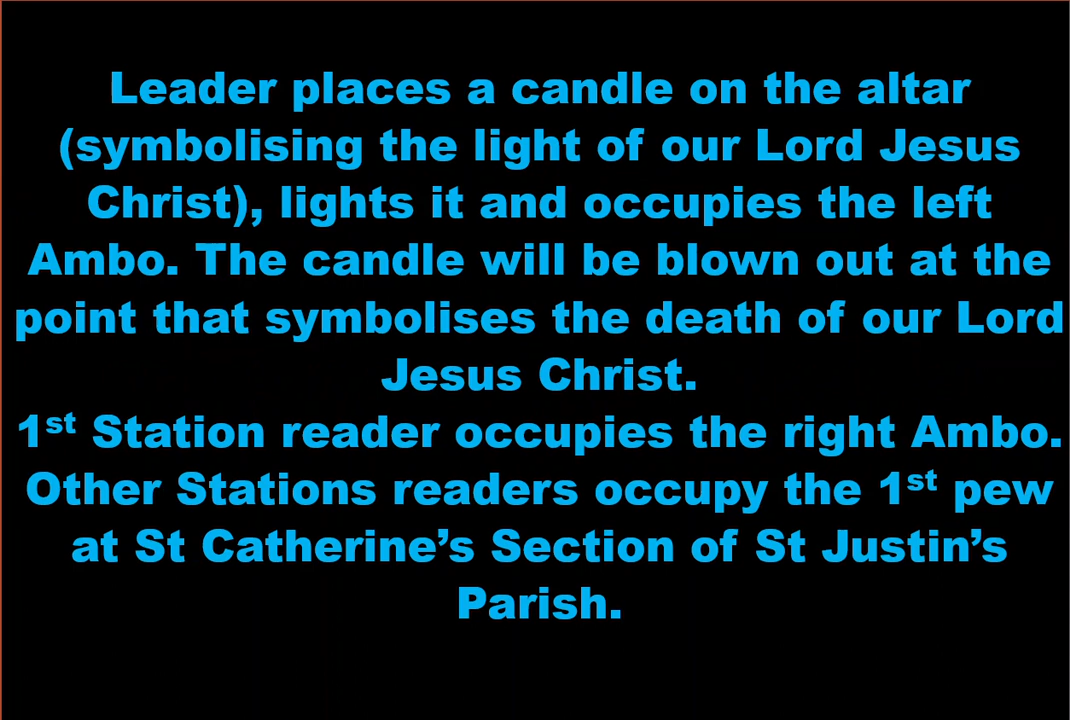 Leader places a candle on the altar
(symbolising the light of our Lord Jesus
Christ), lights it and occupies the left
Ambo. The candle will be blown out at the
point that symbolises the death of our Lord
Jesus Christ.
1st Station reader occupies the right Ambo.
Other Stations readers occupy the 1st pew
at St Catherine’s Section of St Justin’s
Parish.